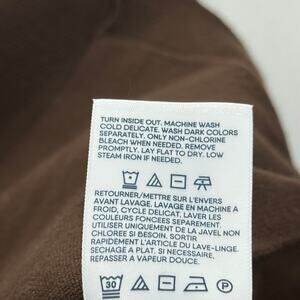 TURN INSIDE OUT. MACHINE WASH
COLD DELICATE. WASH DARK COLORS
SEPARATELY. ONLY NON-CHLORINE
BLEACH WHEN NEEDED. REMOVE
PROMPTLY. LAY FLAT TO DRY. LOW
STEAM IRON IF NEEDED.
RETOURNER/METTRE SUR L'ENVERS
AVANT LAVAGE. LAVAGE EN MACHINE A
FROID, CYCLE DELICAT. LAVER LES
COULEURS FONCÉES SEPAREMENT.
UTILISER UNIQUEMENT DE LA JAVEL NON
CHLOREE SI BESOIN, SORTIR
RAPIDEMENT L'ARTICLE DU LAVE-LINGE.
SECHAGE A PLAT. SI NECESSAIRE,
REPASSER A VAPEUR DOUCE.
30
P